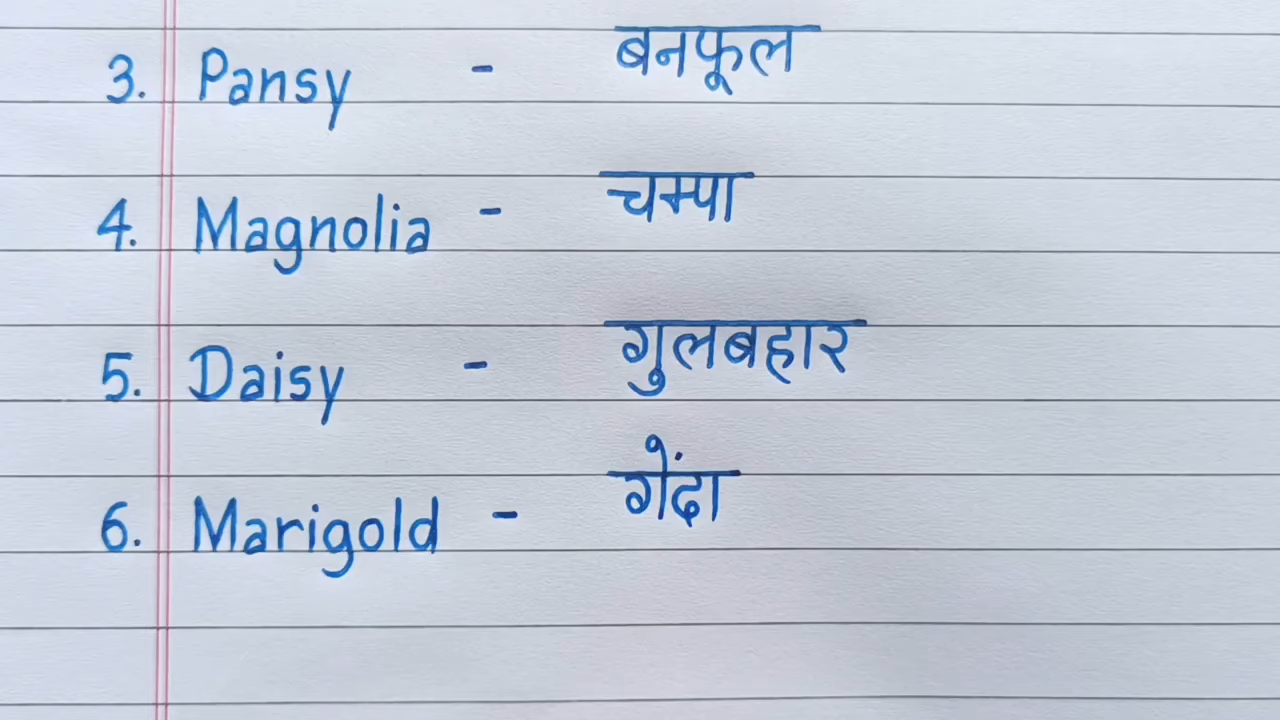 3. Pansy - बनफूल
4. Magnolia - चम्पा
5. Daisy - गुलबहार
6. Marigold - गेंदा